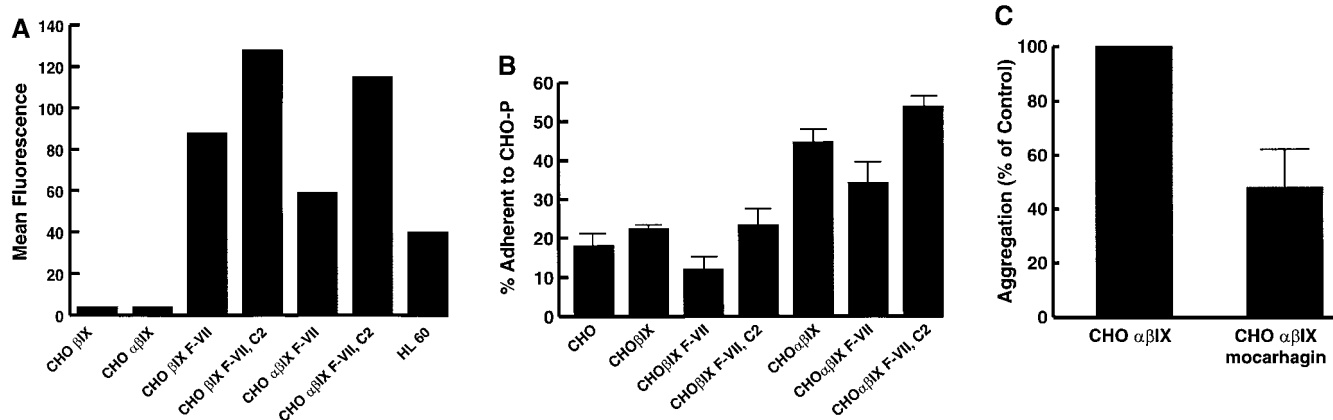 A
Mean Fluorescence
140
120
100
80
60
40
20
0
CHO βIX
CHO αβIX
CHO βIX F-VII
CHO βIX F-VII, C2
CHO αβIX F-VII
CHO αβIX F-VII, C2
HL 60
B
% Adherent to CHO-P
60
50
40
30
20
10
0
CHO
CHOβIX
CHOβIX F-VII
CHOβIX F-VII, C2
CHOαβIX
CHOαβIX F-VII
CHOαβIX F-VII, C2
C
Aggregation (% of Control)
100
80
60
40
20
0
CHO αβIX
CHO αβIX
mocarhagin